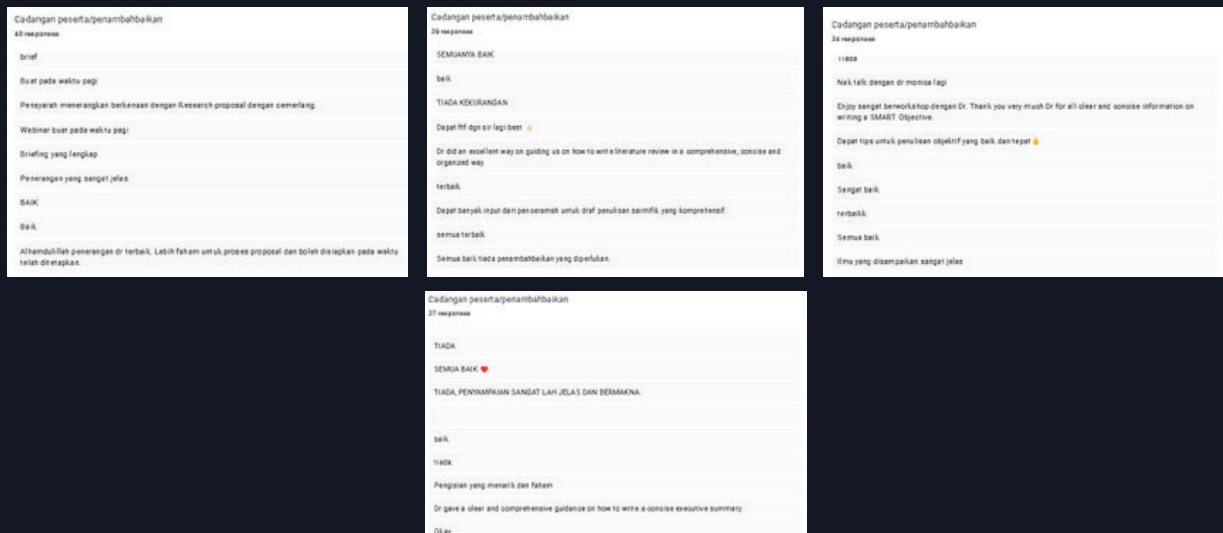 Cadangan peserta/penambahbaikan
40 responses
brief
Buat pada waktu pagi
Pensyarah menerangkan berkenaan dengan Research proposal dengan cemerlang.
Webinar buat pada waktu pagi
Briefing yang lengkap
Penerangan yang sangat jelas
BAIK
Baik
Alhamdulillah penerangan dr terbaik. Lebih faham untuk proses proposal dan boleh disiapkan pada waktu
telah ditetapkan.
Cadangan peserta/penambahbaikan
39 responses
SEMUANYA BAIK
baik
TIADA KEKURANGAN
Dapat ftf dgn sir lagi best 👍🏻
Dr did an excellent way on guiding us on how to write literature review in a comprehensive, concise and
organized way.
terbaik
Dapat banyak input dari penceramah untuk draf penulisan saintifik yang komprehensif.
semua terbaik
Semua baik tiada penambahbaikan yang diperlukan.
Cadangan peserta/penambahbaikan
34 responses
Nak talk dengan dr monica lagi
Enjoy sangat berworkshop dengan Dr. Thank you very much Dr for all clear and concise information on
writing a SMART Objective.
Dapat tips untuk penulisan objektif yang baik dan tepat 👍
baik
Sangat baik
terbaikk
Semua baik
Ilmu yang disampaikan sangat jelas
Cadangan peserta/penambahbaikan
37 responses
TIADA
SEMUA BAIK ❤️
TIADA, PENYAMPAIAN SANGAT LAH JELAS DAN BERMAKNA.
.
baik
tiada.
Pengisian yang menarik dan faham
Dr gave a clear and comprehensive guidance on how to write a concise executive summary.
Okay